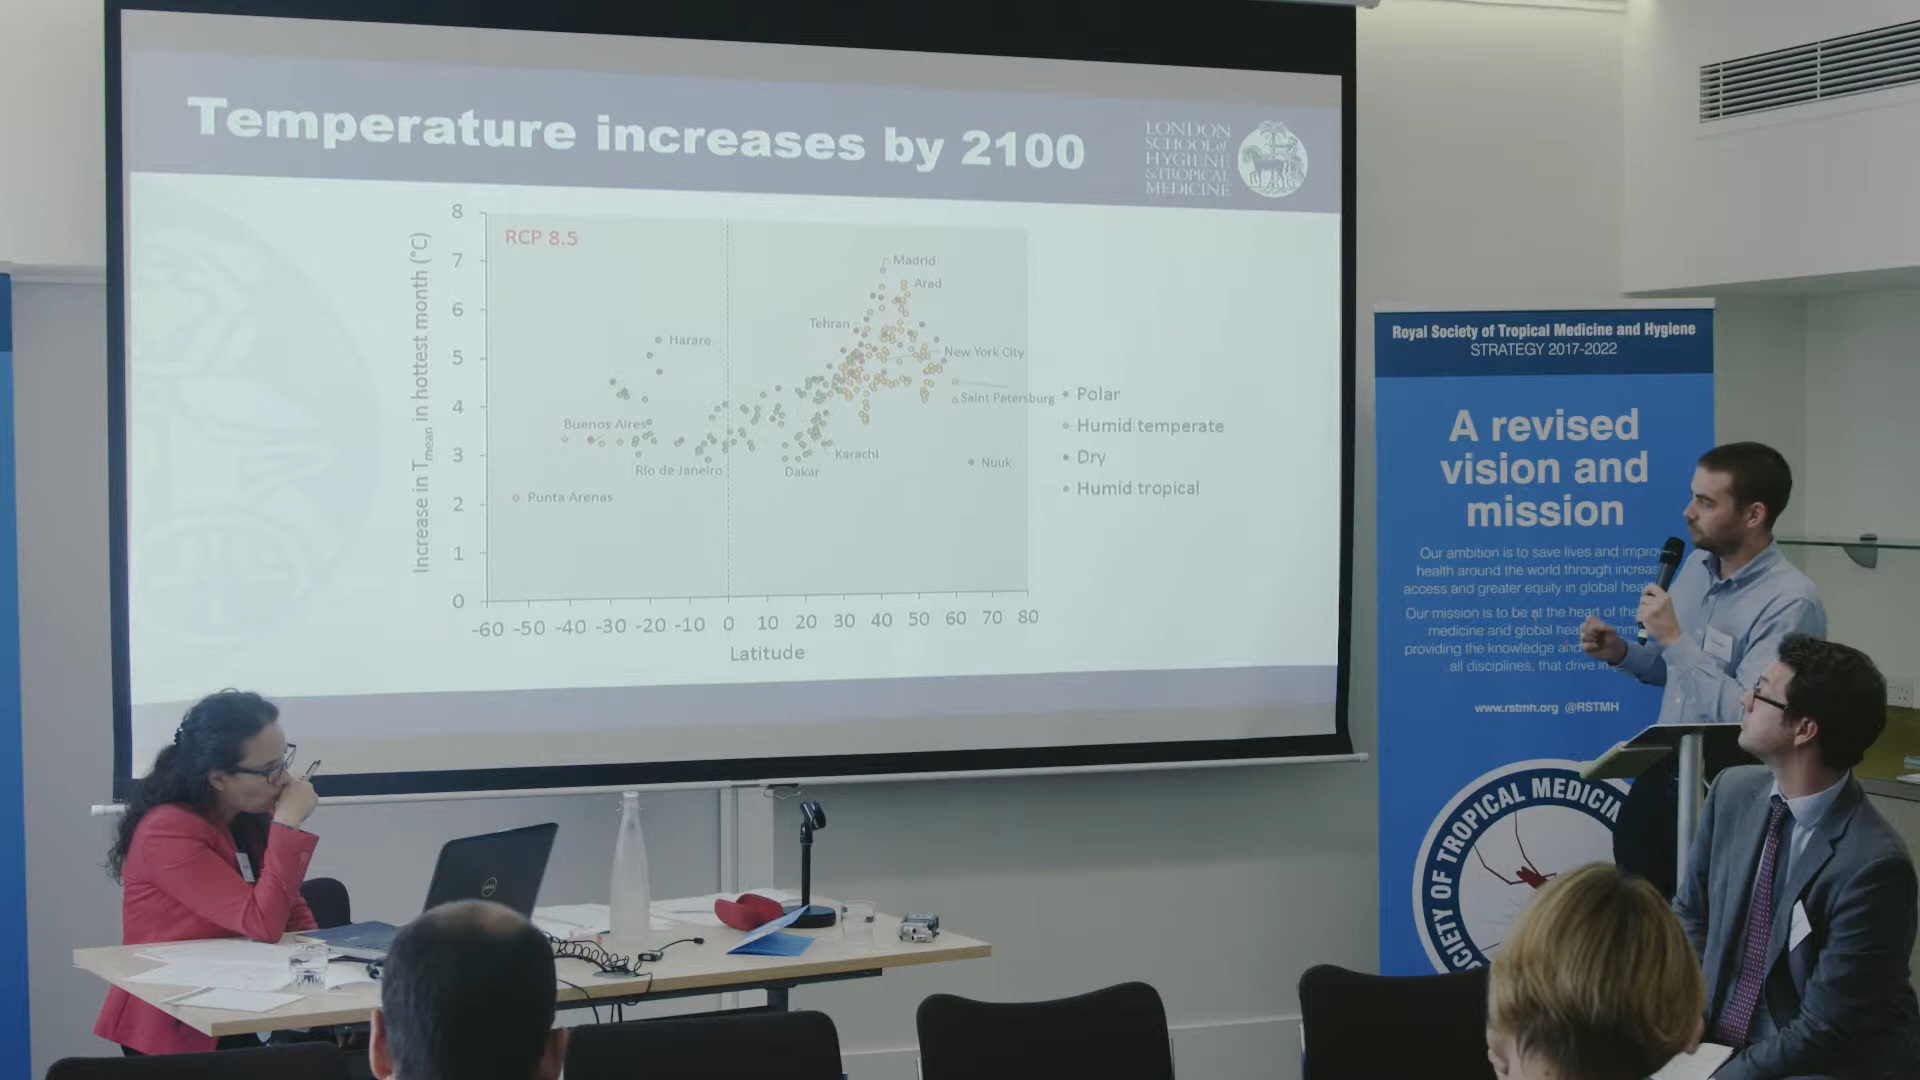 Temperature increases by 2100
LONDON
SCHOOL of
HYGIENE
& TROPICAL
MEDICINE
RCP 8.5
Increase in Tmean in hottest month (°C)
8
7
6
5
4
3
2
1
0
Madrid
Arad
Tehran
Harare
New York City
Saint Petersburg
Buenos Aires
Karachi
Rio de Janeiro
Dakar
Nuuk
Punta Arenas
Polar
Humid temperate
Dry
Humid tropical
-60 -50 -40 -30 -20 -10 0 10 20 30 40 50 60 70 80
Latitude
Royal Society of Tropical Medicine and Hygiene
STRATEGY 2017-2022
A revised
vision and
mission
Our ambition is to save lives and improv
health around the world through increas
access and greater equity in global hea
Our mission is to be at the heart of the
medicine and global hea
providing the knowledge and
all disciplines, that drive
www.rstmh.org @RSTMH
CIETY OF TROPICAL MEDICIN
DELL